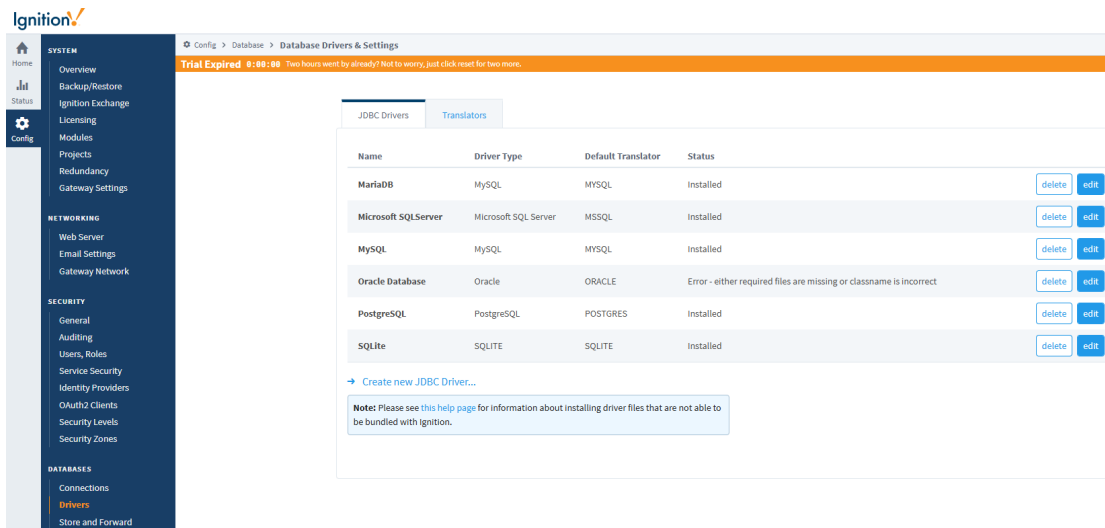 Ignition!
Home
Status
Config
SYSTEM
Overview
Backup/Restore
Ignition Exchange
Licensing
Modules
Projects
Redundancy
Gateway Settings
NETWORKING
Web Server
Email Settings
Gateway Network
SECURITY
General
Auditing
Users, Roles
Service Security
Identity Providers
OAuth2 Clients
Security Levels
Security Zones
DATABASES
Connections
Drivers
Store and Forward
Config > Database > Database Drivers & Settings
Trial Expired 0:00:00 Two hours went by already? Not to worry, just click reset for two more.
JDBC Drivers Translators
Name Driver Type Default Translator Status
MariaDB MySQL MYSQL Installed delete edit
Microsoft SQLServer Microsoft SQL Server MSSQL Installed delete edit
MySQL MySQL MYSQL Installed delete edit
Oracle Database Oracle ORACLE Error - either required files are missing or classname is incorrect delete edit
PostgreSQL PostgreSQL POSTGRES Installed delete edit
SQLite SQLITE SQLITE Installed delete edit
→ Create new JDBC Driver...
Note: Please see this help page for information about installing driver files that are not able to
be bundled with Ignition.